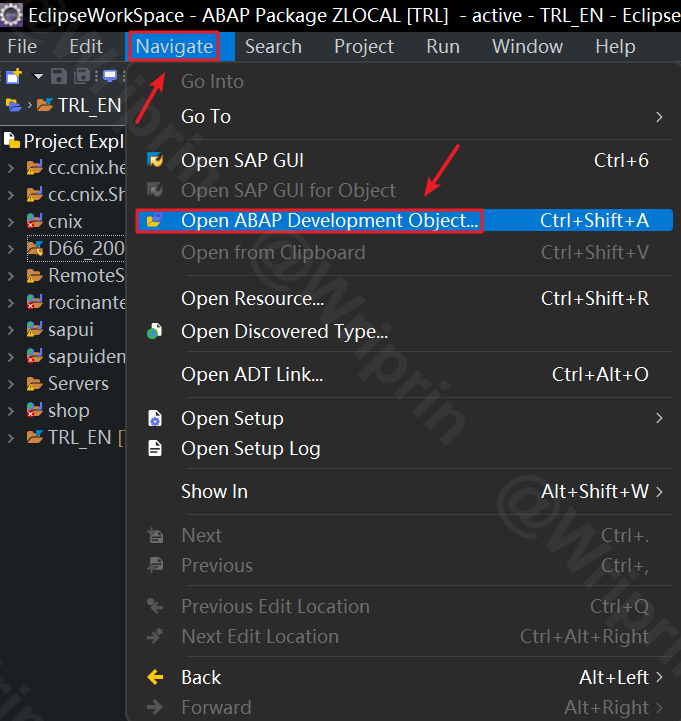 EclipseWorkSpace - ABAP Package ZLOCAL [TRL] - active - TRL_EN - Eclipse
File Edit Navigate Search Project Run Window Help
TRL_EN
Project Expl
cc.cnix.he
cc.cnix.Sh
cnix
D66_200
RemoteS
rocinante
sapui
sapuiden
Servers
shop
TRL_EN [T
Go Into
Go To
Open SAP GUI Ctrl+6
Open SAP GUI for Object
Open ABAP Development Object... Ctrl+Shift+A
Open from Clipboard Ctrl+Shift+V
Open Resource... Ctrl+Shift+R
Open Discovered Type...
Open ADT Link... Ctrl+Alt+O
Open Setup
Open Setup Log
Show In Alt+Shift+W
Next Ctrl+.
Previous Ctrl+,
Previous Edit Location Ctrl+Q
Next Edit Location Ctrl+Alt+Right
Back Alt+Left
Forward Alt+Right
@Wriprin
@Wriprin
@Wriprin
@Wriprin